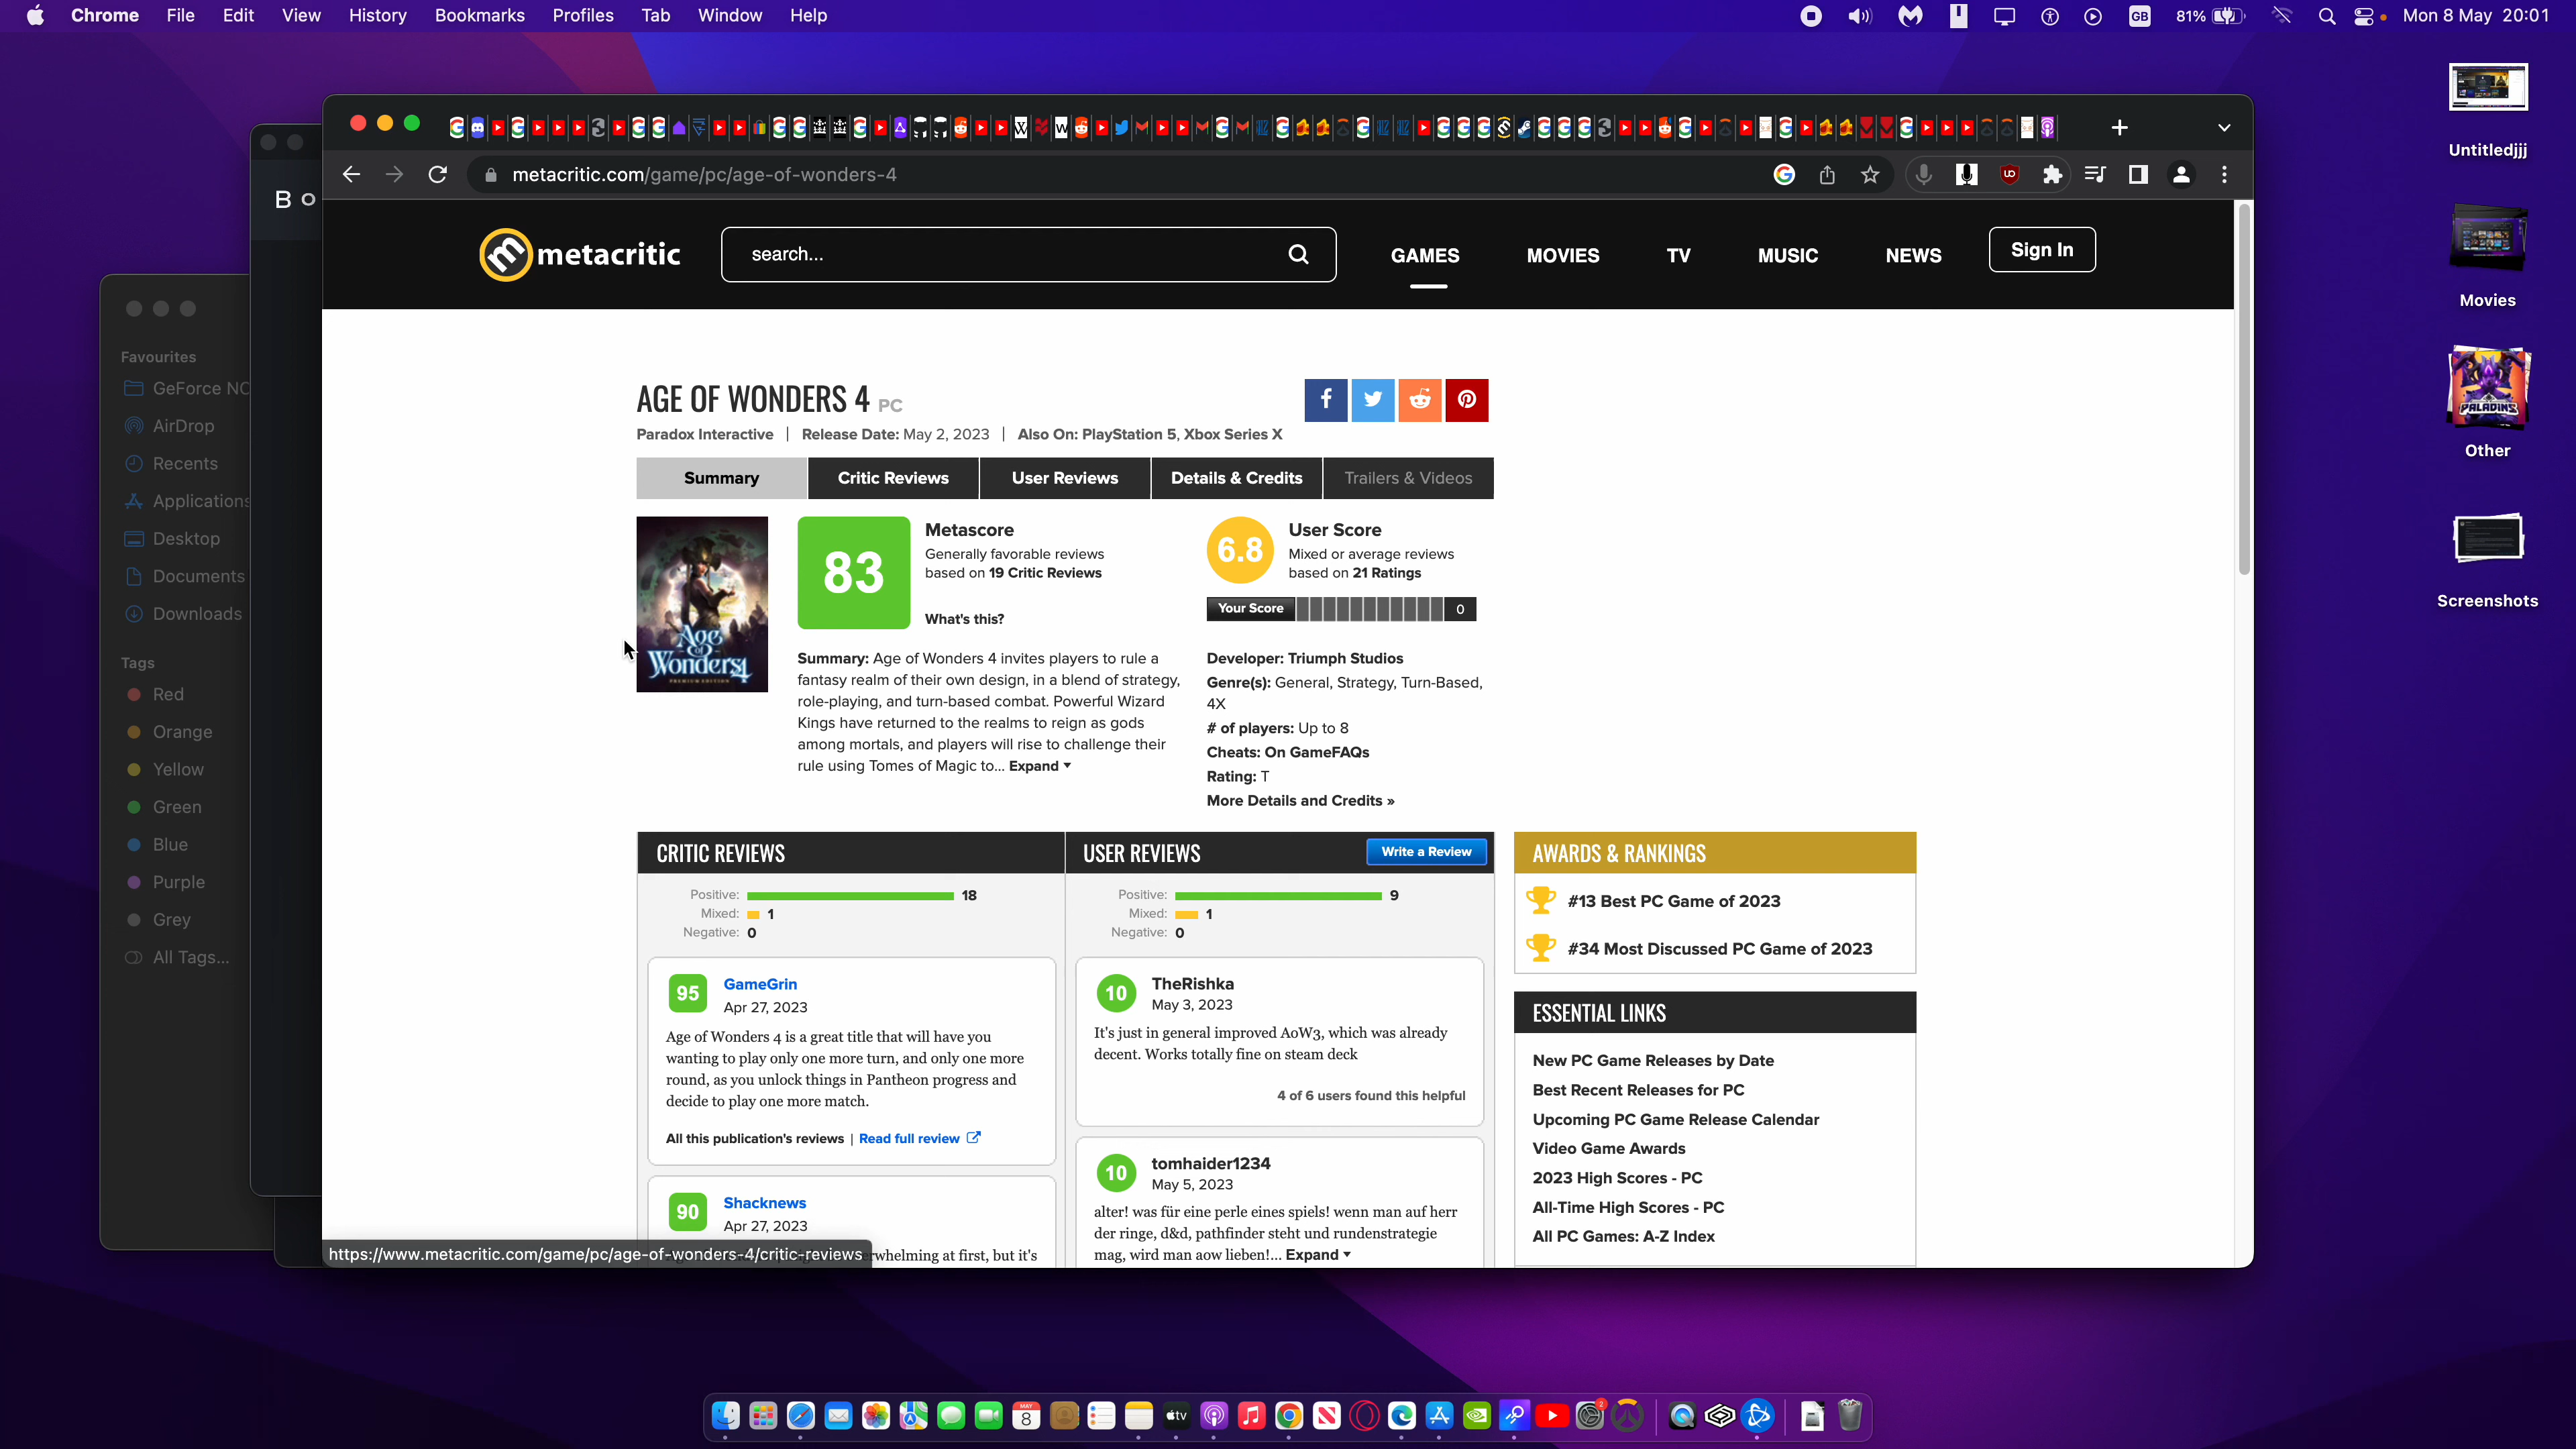 Chrome File Edit View History Bookmarks Profiles Tab Window Help
GB 81% Mon 8 May 20:01
Untitledjjj
Movies
Other
Screenshots
PALADINS
Favourites
GeForce NO
AirDrop
Recents
Applications
Desktop
Documents
Downloads
Tags
Red
Orange
Yellow
Green
Blue
Purple
Grey
All Tags...
B o
metacritic.com/game/pc/age-of-wonders-4
metacritic
search...
GAMES MOVIES TV MUSIC NEWS Sign In
AGE OF WONDERS 4 PC
Paradox Interactive | Release Date: May 2, 2023 | Also On: PlayStation 5, Xbox Series X
Summary Critic Reviews User Reviews Details & Credits Trailers & Videos
Age of Wonders 4
PREMIUM EDITION
83
Metascore
Generally favorable reviews
based on 19 Critic Reviews
What's this?
6.8
User Score
Mixed or average reviews
based on 21 Ratings
Your Score 0
Summary: Age of Wonders 4 invites players to rule a
fantasy realm of their own design, in a blend of strategy,
role-playing, and turn-based combat. Powerful Wizard
Kings have returned to the realms to reign as gods
among mortals, and players will rise to challenge their
rule using Tomes of Magic to... Expand
Developer: Triumph Studios
Genre(s): General, Strategy, Turn-Based,
4X
# of players: Up to 8
Cheats: On GameFAQs
Rating: T
More Details and Credits »
CRITIC REVIEWS
Positive: 18
Mixed: 1
Negative: 0
95 GameGrin
Apr 27, 2023
Age of Wonders 4 is a great title that will have you
wanting to play only one more turn, and only one more
round, as you unlock things in Pantheon progress and
decide to play one more match.
All this publication's reviews | Read full review
90 Shacknews
Apr 27, 2023
rwhelming at first, but it's
https://www.metacritic.com/game/pc/age-of-wonders-4/critic-reviews
USER REVIEWS Write a Review
Positive: 9
Mixed: 1
Negative: 0
10 TheRishka
May 3, 2023
It's just in general improved AoW3, which was already
decent. Works totally fine on steam deck
4 of 6 users found this helpful
10 tomhaider1234
May 5, 2023
alter! was für eine perle eines spiels! wenn man auf herr
der ringe, d&d, pathfinder steht und rundenstrategie
mag, wird man aow lieben!... Expand
AWARDS & RANKINGS
#13 Best PC Game of 2023
#34 Most Discussed PC Game of 2023
ESSENTIAL LINKS
New PC Game Releases by Date
Best Recent Releases for PC
Upcoming PC Game Release Calendar
Video Game Awards
2023 High Scores - PC
All-Time High Scores - PC
All PC Games: A-Z Index
MAY
8
tv
2